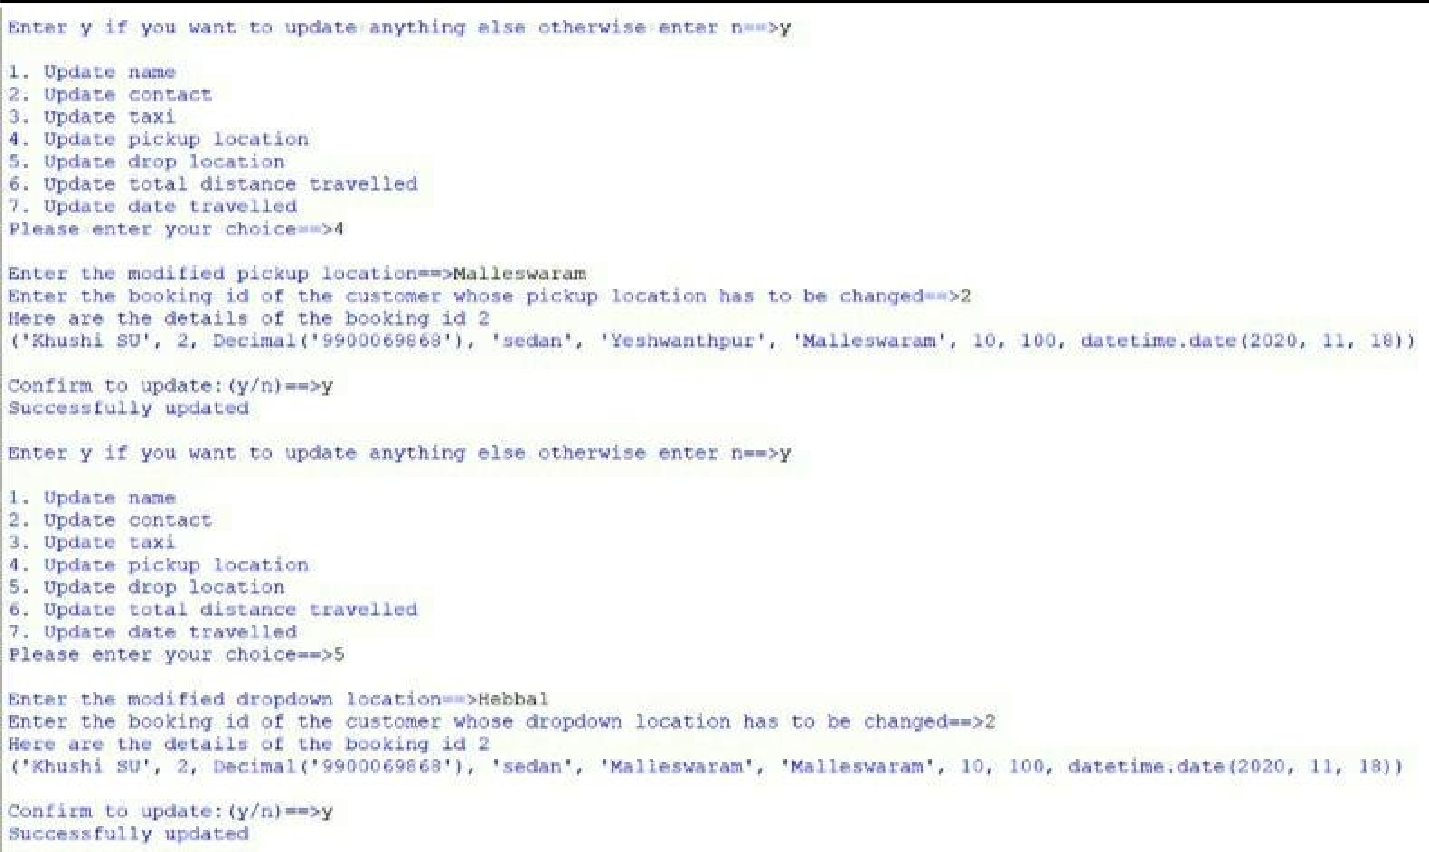 Enter y if you want to update anything else otherwise enter n==>y
1. Update name
2. Update contact
3. Update taxi
4. Update pickup location
5. Update drop location
6. Update total distance travelled
7. Update date travelled
Please enter your choice==>4
Enter the modified pickup location==>Malleswaram
Enter the booking id of the customer whose pickup location has to be changed==>2
Here are the details of the booking id 2
('Khushi SU', 2, Decimal('9900069868'), 'sedan', 'Yeshwanthpur', 'Malleswaram', 10, 100, datetime.date(2020, 11, 18))
Confirm to update:(y/n)==>y
Successfully updated
Enter y if you want to update anything else otherwise enter n==>y
1. Update name
2. Update contact
3. Update taxi
4. Update pickup location
5. Update drop location
6. Update total distance travelled
7. Update date travelled
Please enter your choice==>5
Enter the modified dropdown location==>Hebbal
Enter the booking id of the customer whose dropdown location has to be changed==>2
Here are the details of the booking id 2
('Khushi SU', 2, Decimal('9900069868'), 'sedan', 'Malleswaram', 'Malleswaram', 10, 100, datetime.date(2020, 11, 18))
Confirm to update:(y/n)==>y
Successfully updated